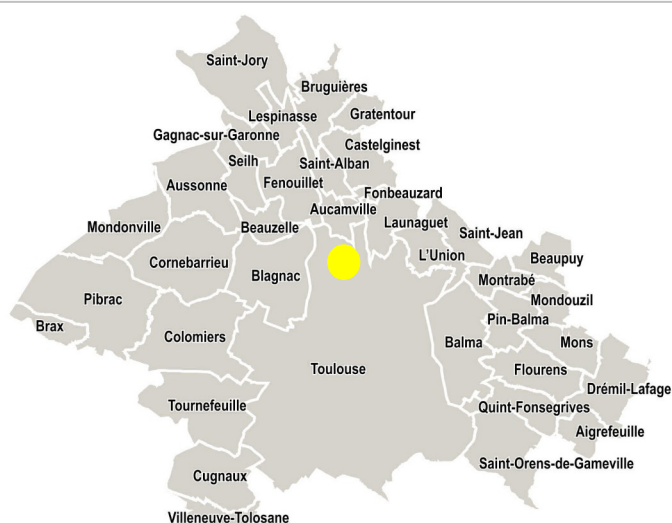 Saint-Jory
Bruguières
Lespinasse
Gratentour
Gagnac-sur-Garonne
Castelginest
Seilh
Saint-Alban
Aussonne
Fenouillet
Fonbeauzard
Aucamville
Launaguet
Mondonville
Beauzelle
Saint-Jean
Cornebarrieu
L'Union
Beaupuy
Blagnac
Montrabé
Pibrac
Mondouzil
Brax
Pin-Balma
Colomiers
Balma
Mons
Toulouse
Flourens
Drémil-Lafage
Tournefeuille
Quint-Fonsegrives
Aigrefeuille
Saint-Orens-de-Gameville
Cugnaux
Villeneuve-Tolosane